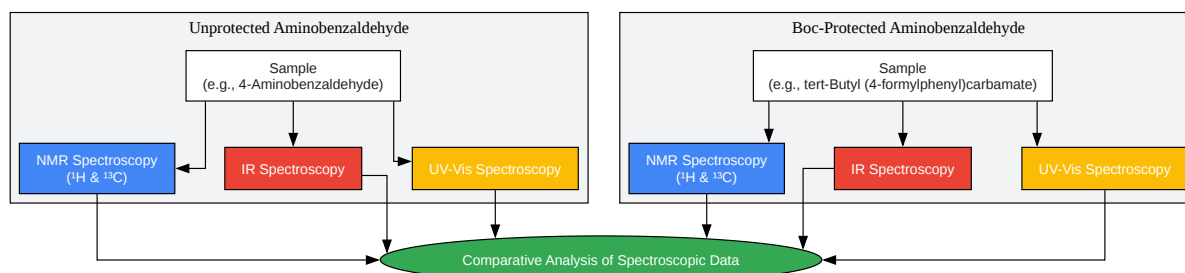 Unprotected Aminobenzaldehyde
Sample
(e.g., 4-Aminobenzaldehyde)
NMR Spectroscopy
(¹H & ¹³C)
IR Spectroscopy
UV-Vis Spectroscopy
Boc-Protected Aminobenzaldehyde
Sample
(e.g., tert-Butyl (4-formylphenyl)carbamate)
NMR Spectroscopy
(¹H & ¹³C)
IR Spectroscopy
UV-Vis Spectroscopy
Comparative Analysis of Spectroscopic Data